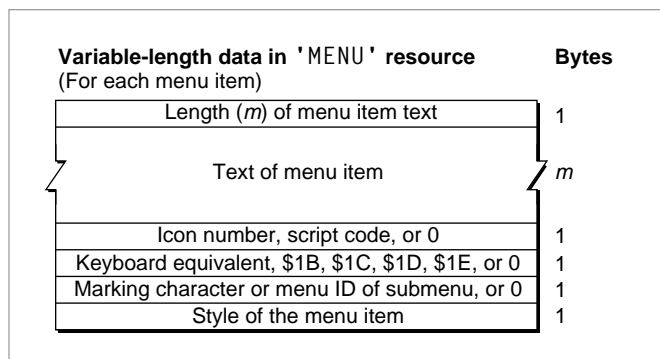 Variable-length data in 'MENU' resource Bytes
(For each menu item)
Length (m) of menu item text 1
Text of menu item m
Icon number, script code, or 0 1
Keyboard equivalent, $1B, $1C, $1D, $1E, or 0 1
Marking character or menu ID of submenu, or 0 1
Style of the menu item 1